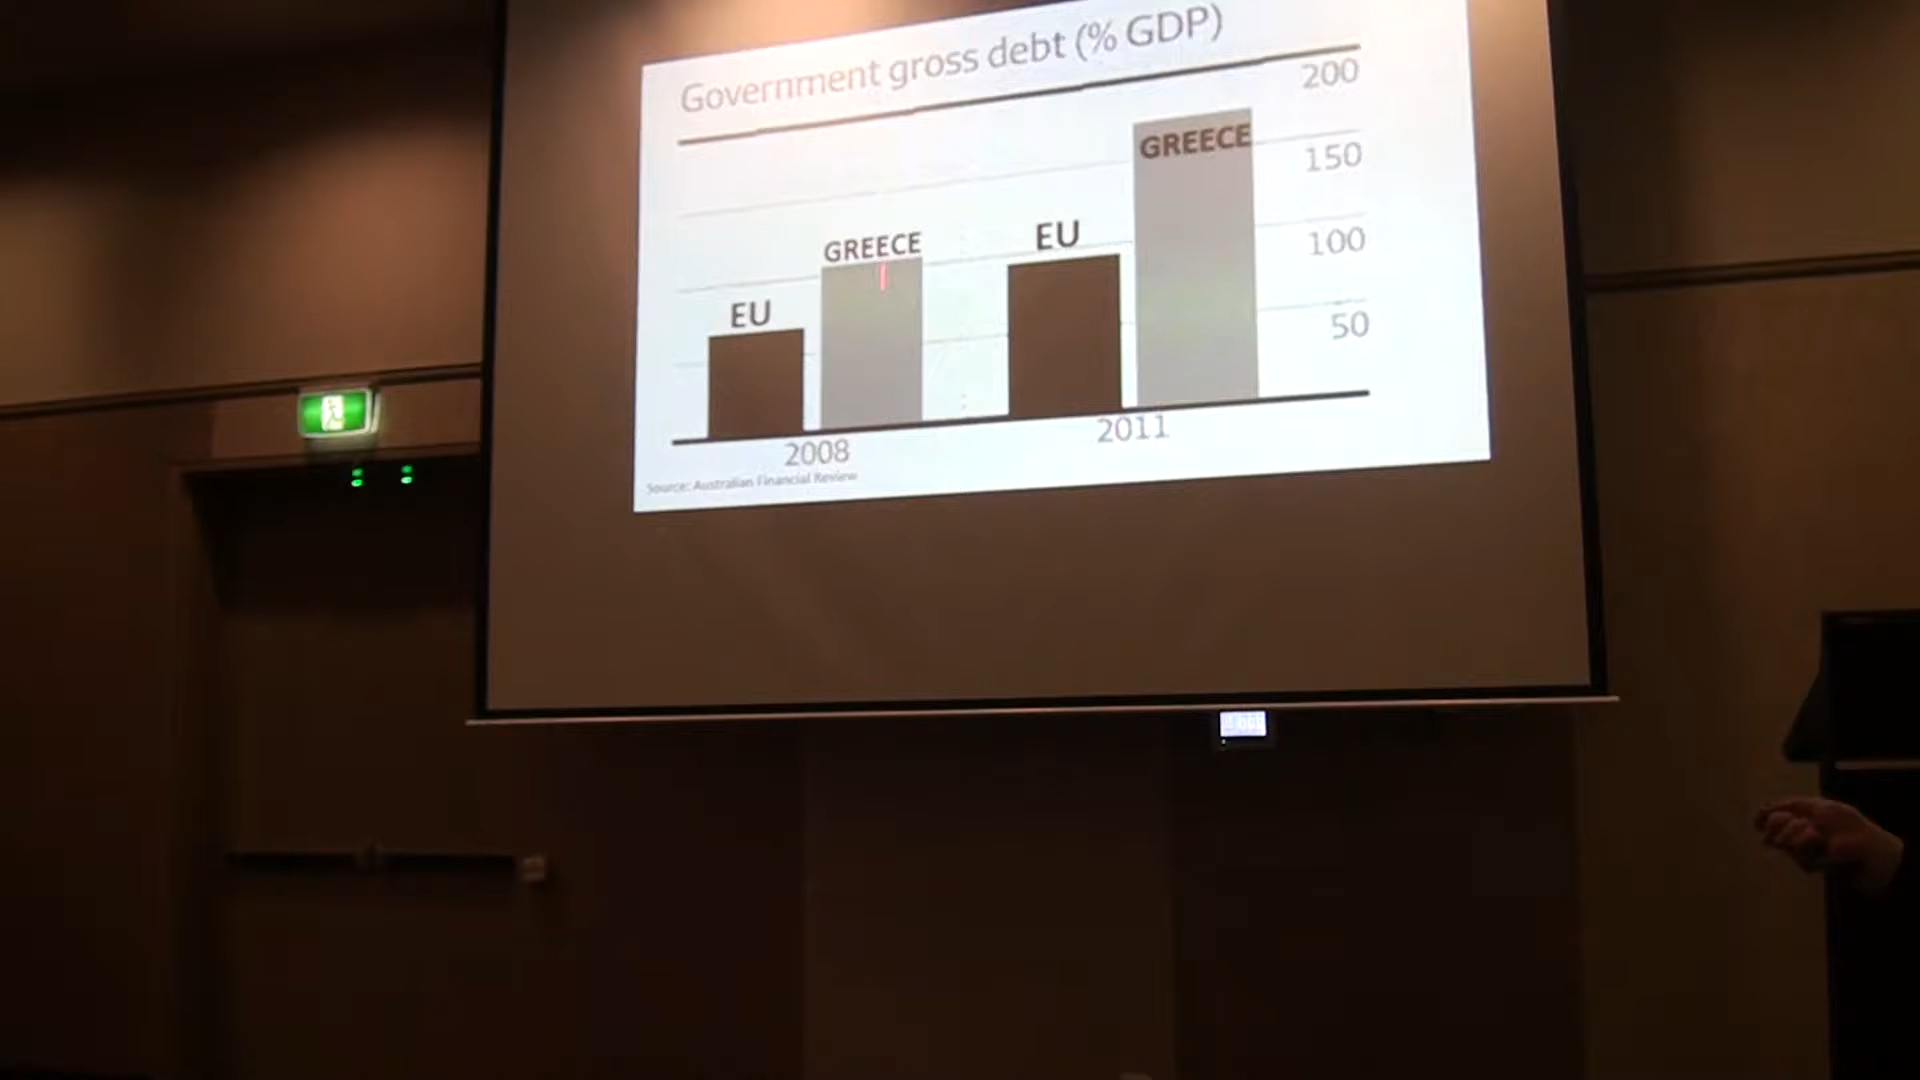 Government gross debt (% GDP)
200
GREECE
150
EU
GREECE
100
EU
50
2008
2011
Source: Australian Financial Review